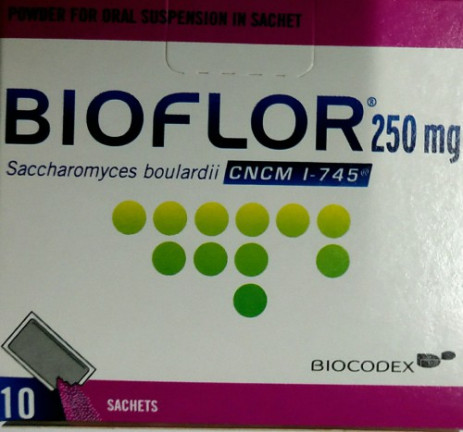 POWDER FOR ORAL SUSPENSION IN SACHET
BIOFLOR® 250 mg
Saccharomyces boulardii CNCM I-745
BIOCODEX
10 SACHETS